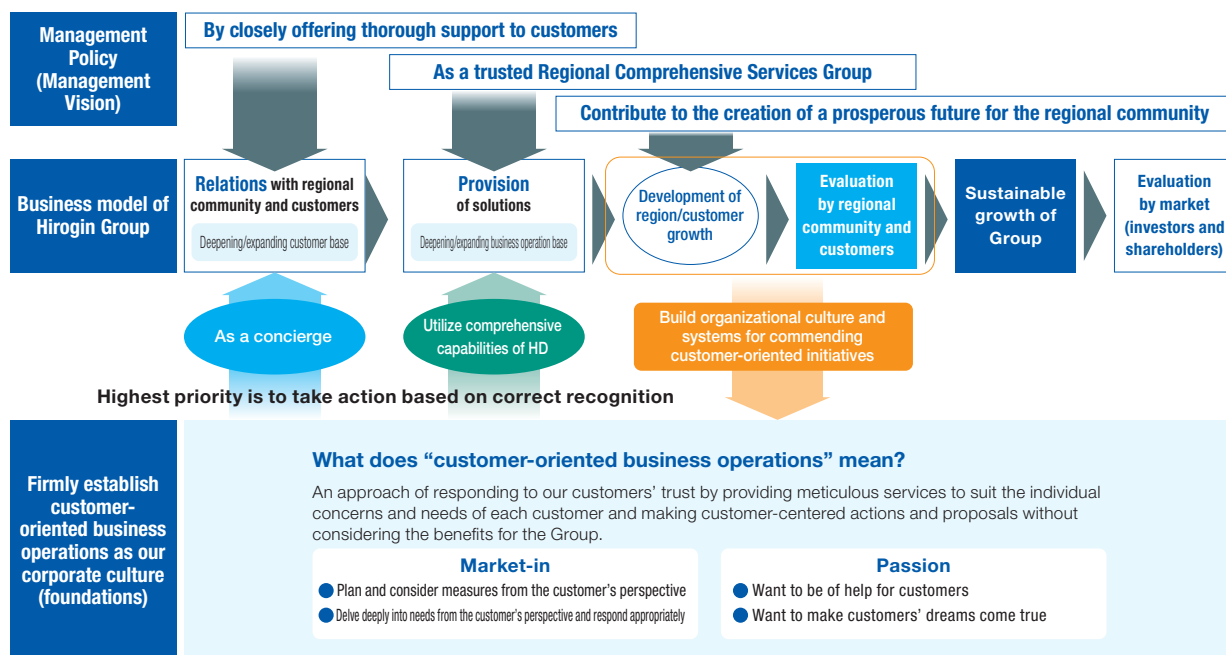 Management
Policy
(Management
Vision)
By closely offering thorough support to customers
As a trusted Regional Comprehensive Services Group
Contribute to the creation of a prosperous future for the regional community
Business model of
Hirogin Group
Relations with regional
community and customers
Deepening/expanding customer base
Provision
of solutions
Deepening/expanding business operation base
Development of
region/customer
growth
Evaluation
by regional
community and
customers
Sustainable
growth of
Group
Evaluation
by market
(investors and
shareholders)
As a concierge
Utilize comprehensive
capabilities of HD
Build organizational culture and
systems for commending
customer-oriented initiatives
Highest priority is to take action based on correct recognition
Firmly establish
customer-
oriented business
operations as our
corporate culture
(foundations)
What does “customer-oriented business operations” mean?
An approach of responding to our customers’ trust by providing meticulous services to suit the individual
concerns and needs of each customer and making customer-centered actions and proposals without
considering the benefits for the Group.
Market-in
● Plan and consider measures from the customer’s perspective
● Delve deeply into needs from the customer’s perspective and respond appropriately
Passion
● Want to be of help for customers
● Want to make customers’ dreams come true